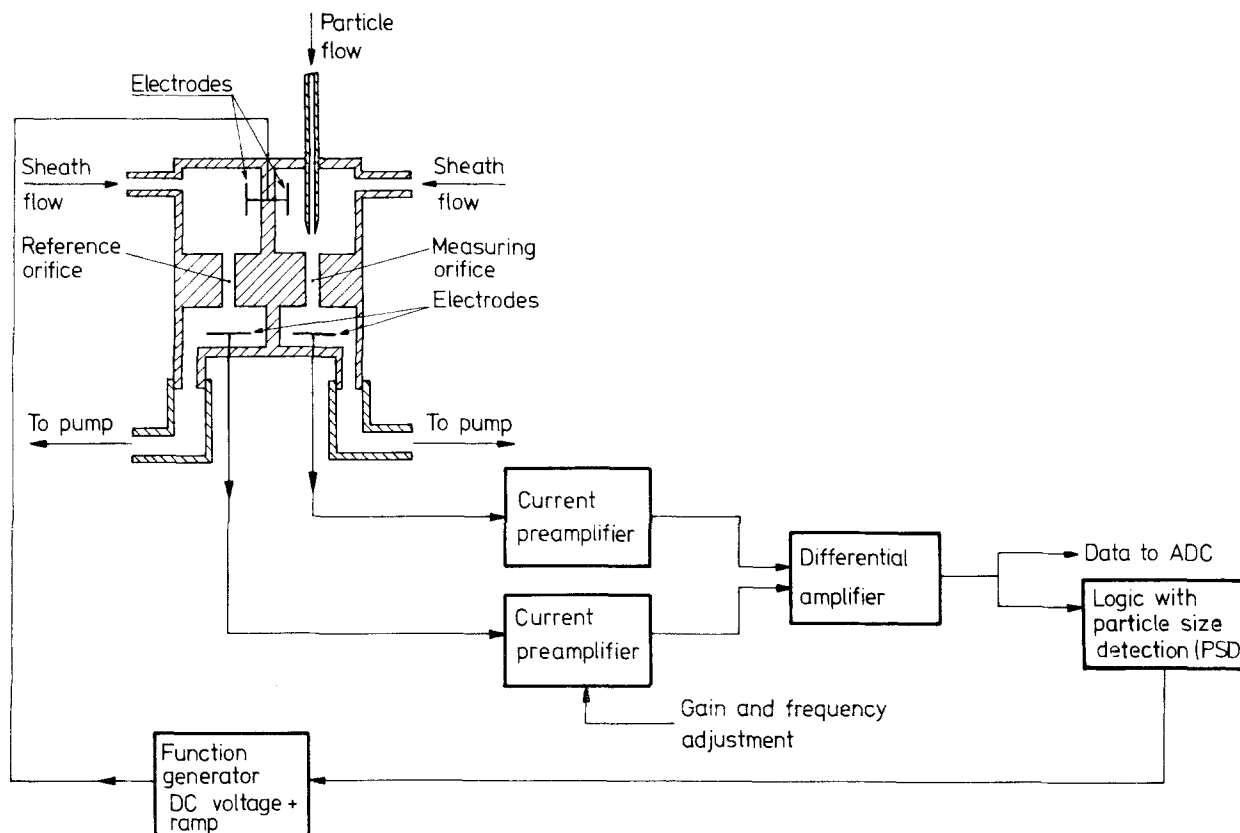 Particle
flow
Electrodes
Sheath
flow
Sheath
flow
Reference
orifice
Measuring
orifice
Electrodes
To pump
To pump
Current
preamplifier
Differential
amplifier
Data to ADC
Logic with
particle size
detection (PSD)
Current
preamplifier
Gain and frequency
adjustment
Function
generator
DC voltage +
ramp